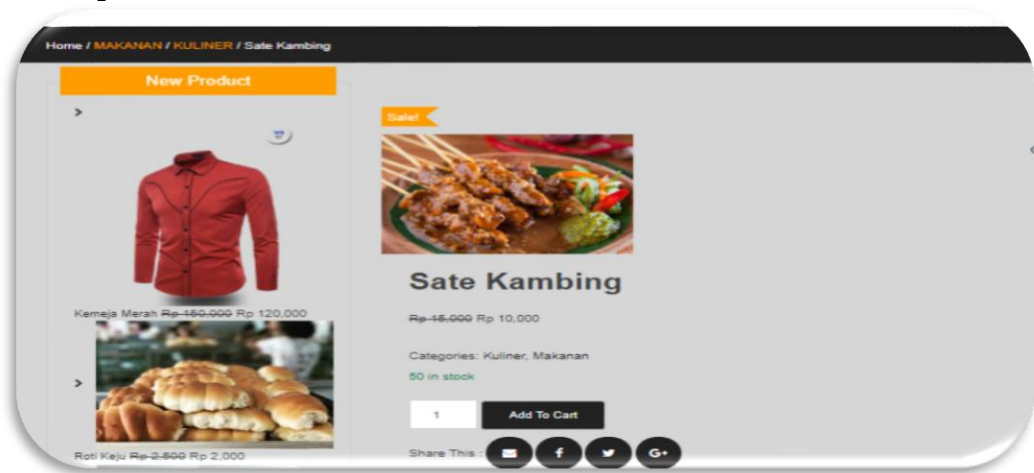 Home / MAKANAN / KULINER / Sate Kambing
New Product
Kemeja Merah Rp 150,000 Rp 120,000
Roti Keju Rp 2,500 Rp 2,000
Sale!
Sate Kambing
Rp 15,000 Rp 10,000
Categories: Kuliner, Makanan
50 in stock
1
Add To Cart
Share This :
f
G+